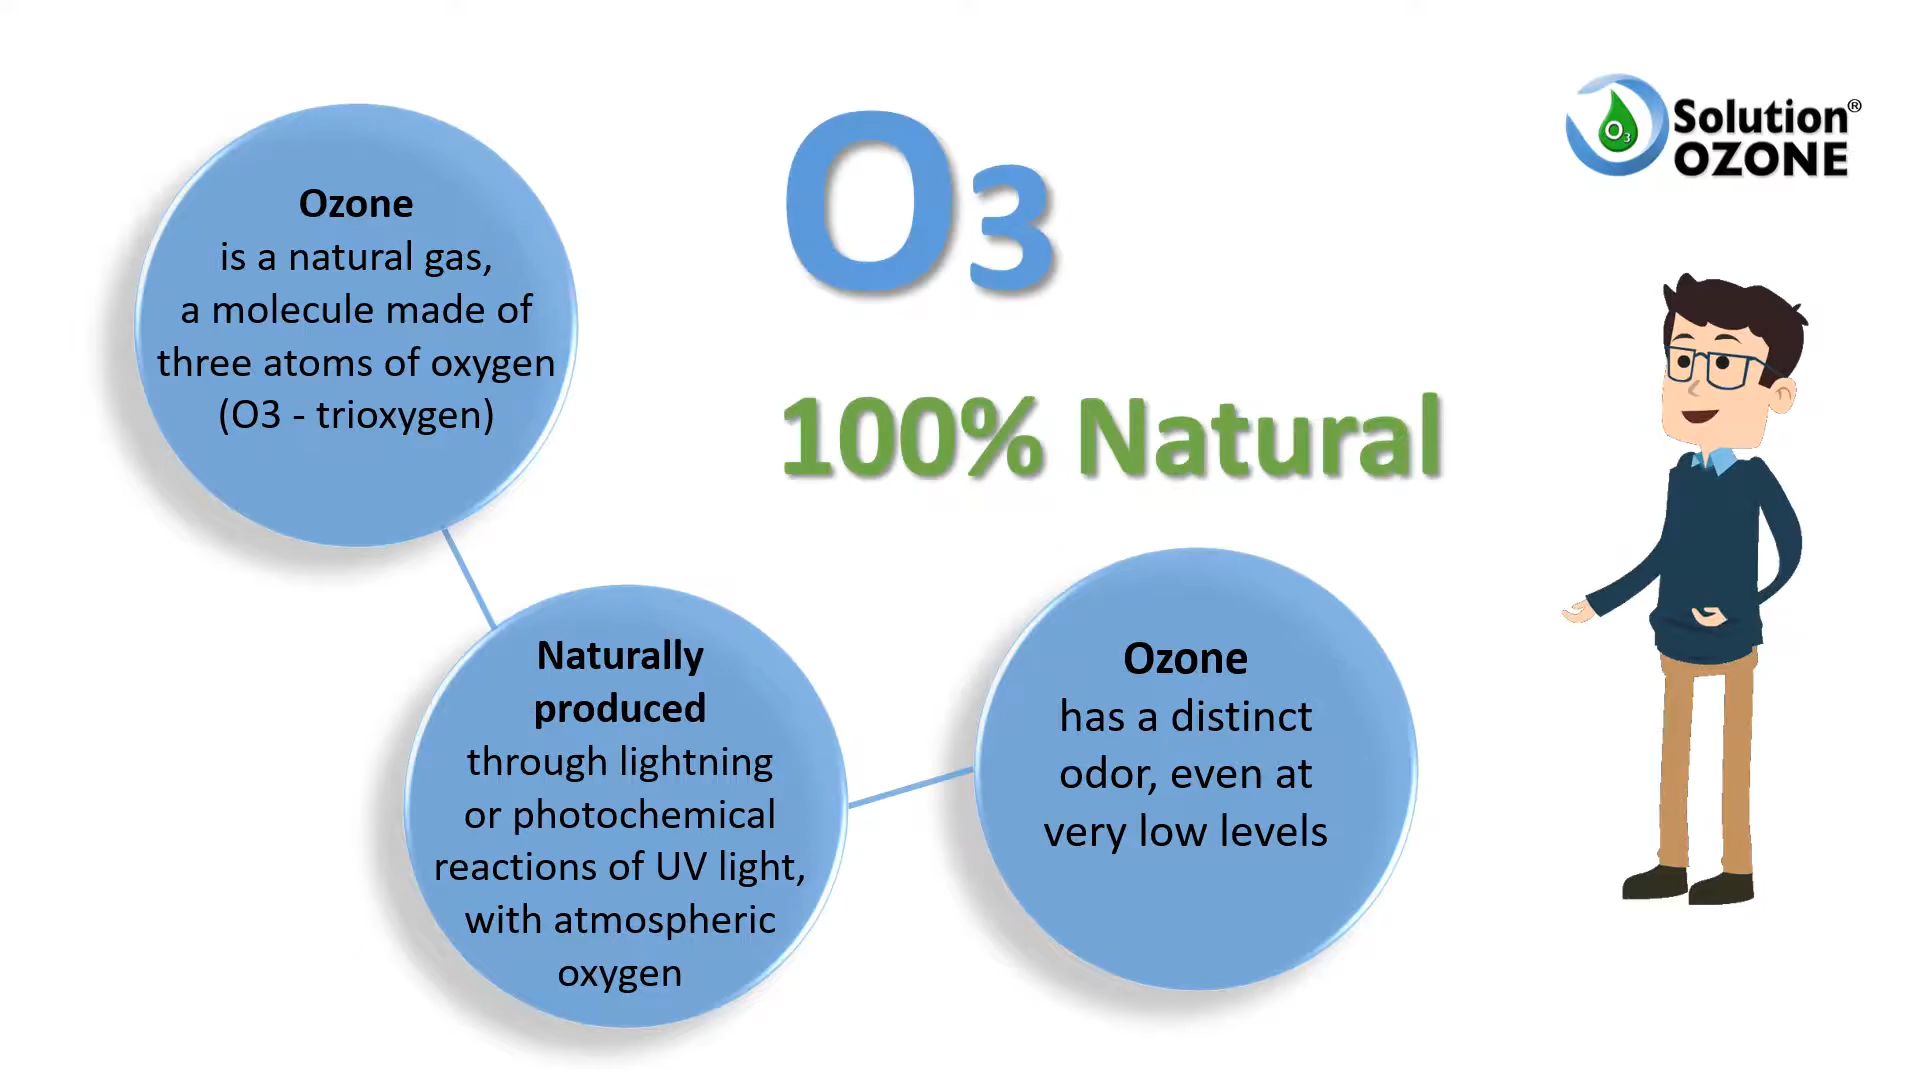 Ozone
is a natural gas,
a molecule made of
three atoms of oxygen
(O3 - trioxygen)
O3
100% Natural
Solution®
OZONE
O3
Naturally
produced
through lightning
or photochemical
reactions of UV light,
with atmospheric
oxygen
Ozone
has a distinct
odor, even at
very low levels